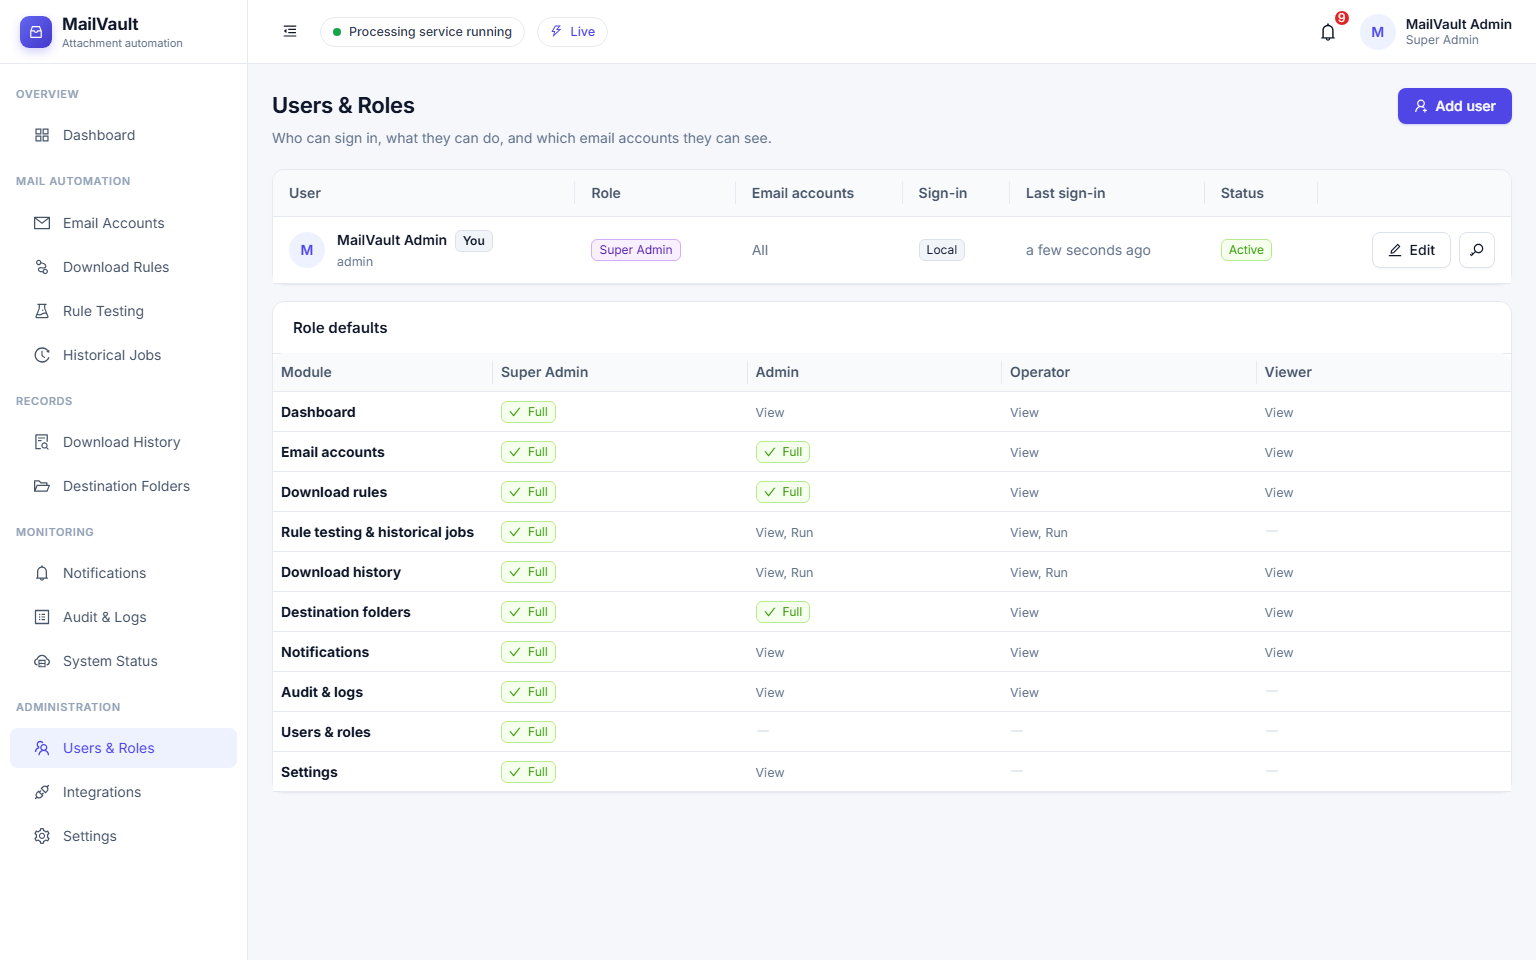 MailVault
Attachment automation
Processing service running
Live
9
M
MailVault Admin
Super Admin
OVERVIEW
Dashboard
MAIL AUTOMATION
Email Accounts
Download Rules
Rule Testing
Historical Jobs
RECORDS
Download History
Destination Folders
MONITORING
Notifications
Audit & Logs
System Status
ADMINISTRATION
Users & Roles
Integrations
Settings
Users & Roles
Add user
Who can sign in, what they can do, and which email accounts they can see.
User Role Email accounts Sign-in Last sign-in Status
M MailVault Admin You Super Admin All Local a few seconds ago Active Edit
admin
Role defaults
Module Super Admin Admin Operator Viewer
Dashboard Full View View View
Email accounts Full Full View View
Download rules Full Full View View
Rule testing & historical jobs Full View, Run View, Run —
Download history Full View, Run View, Run View
Destination folders Full Full View View
Notifications Full View View View
Audit & logs Full View View —
Users & roles Full — — —
Settings Full View — —